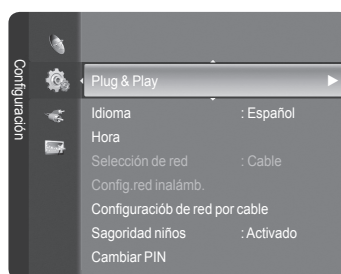 Configuración
Plug & Play
Idioma : Español
Hora
Selección de red : Cable
Config.red inalámb.
Configuraciób de red por cable
Sagoridad niños : Activado
Cambiar PIN